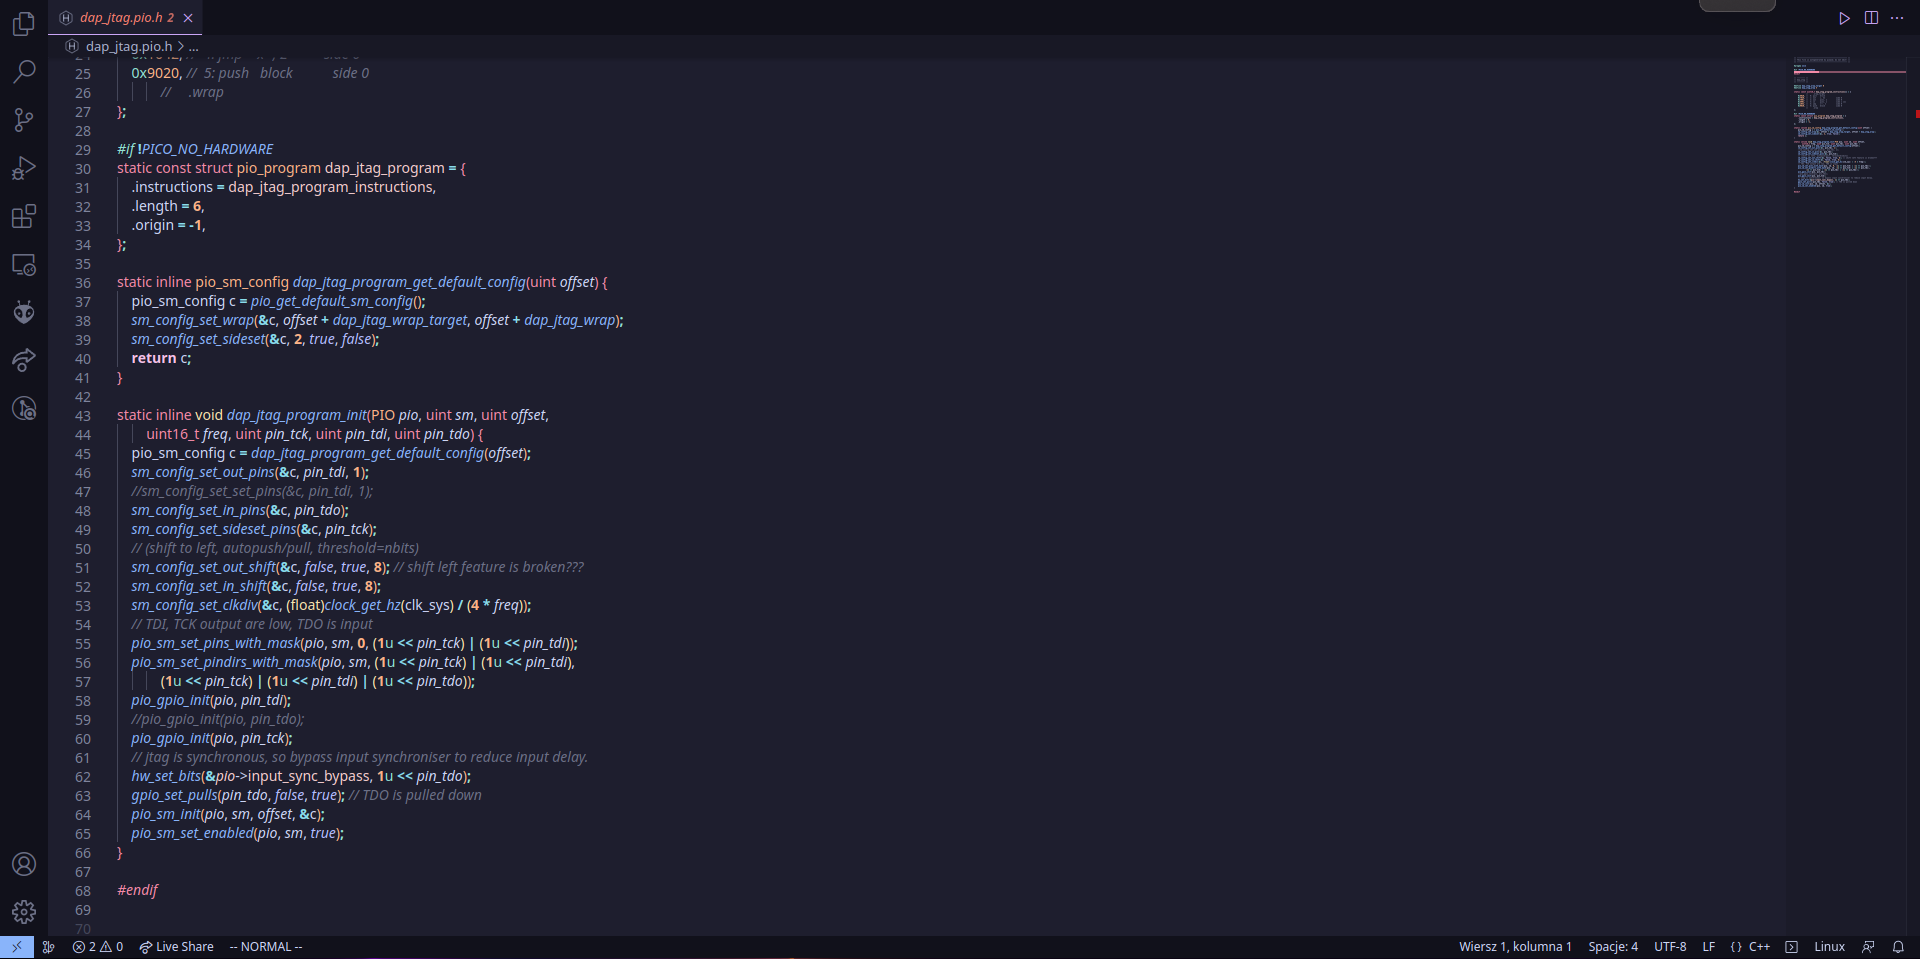 dap_jtag.pio.h 2
dap_jtag.pio.h > ...
25 0x9020, // 5: push block side 0
26 // .wrap
27 };
28
29 #if !PICO_NO_HARDWARE
30 static const struct pio_program dap_jtag_program = {
31 .instructions = dap_jtag_program_instructions,
32 .length = 6,
33 .origin = -1,
34 };
35
36 static inline pio_sm_config dap_jtag_program_get_default_config(uint offset) {
37 pio_sm_config c = pio_get_default_sm_config();
38 sm_config_set_wrap(&c, offset + dap_jtag_wrap_target, offset + dap_jtag_wrap);
39 sm_config_set_sideset(&c, 2, true, false);
40 return c;
41 }
42
43 static inline void dap_jtag_program_init(PIO pio, uint sm, uint offset,
44 uint16_t freq, uint pin_tck, uint pin_tdi, uint pin_tdo) {
45 pio_sm_config c = dap_jtag_program_get_default_config(offset);
46 sm_config_set_out_pins(&c, pin_tdi, 1);
47 //sm_config_set_set_pins(&c, pin_tdi, 1);
48 sm_config_set_in_pins(&c, pin_tdo);
49 sm_config_set_sideset_pins(&c, pin_tck);
50 // (shift to left, autopush/pull, threshold=nbits)
51 sm_config_set_out_shift(&c, false, true, 8); // shift left feature is broken???
52 sm_config_set_in_shift(&c, false, true, 8);
53 sm_config_set_clkdiv(&c, (float)clock_get_hz(clk_sys) / (4 * freq));
54 // TDI, TCK output are low, TDO is input
55 pio_sm_set_pins_with_mask(pio, sm, 0, (1u << pin_tck) | (1u << pin_tdi));
56 pio_sm_set_pindirs_with_mask(pio, sm, (1u << pin_tck) | (1u << pin_tdi),
57 (1u << pin_tck) | (1u << pin_tdi) | (1u << pin_tdo));
58 pio_gpio_init(pio, pin_tdi);
59 //pio_gpio_init(pio, pin_tdo);
60 pio_gpio_init(pio, pin_tck);
61 // jtag is synchronous, so bypass input synchroniser to reduce input delay.
62 hw_set_bits(&pio->input_sync_bypass, 1u << pin_tdo);
63 gpio_set_pulls(pin_tdo, false, true); // TDO is pulled down
64 pio_sm_init(pio, sm, offset, &c);
65 pio_sm_set_enabled(pio, sm, true);
66 }
67
68 #endif
69
70
2 0 Live Share -- NORMAL -- Wiersz 1, kolumna 1 Spacje: 4 UTF-8 LF {} C++ Linux